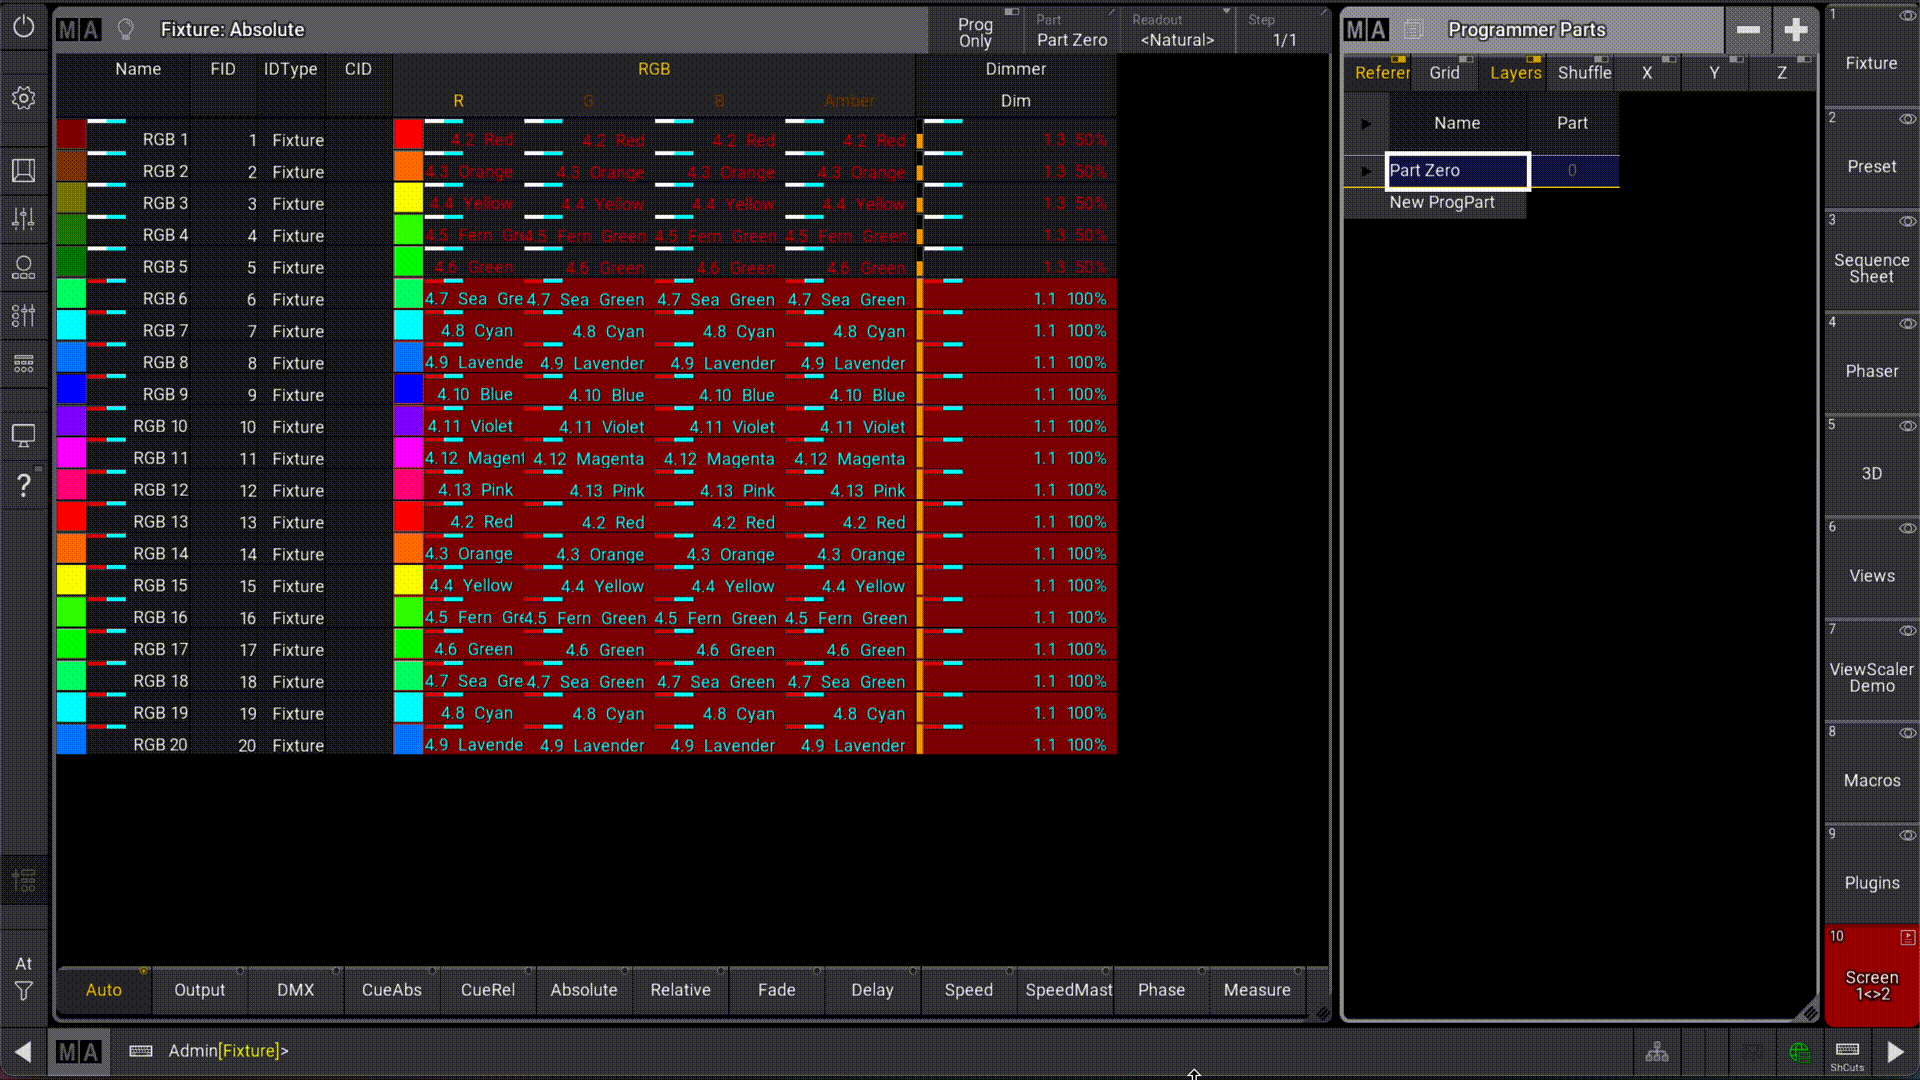 MA Fixture: Absolute
Prog Only
Part
Part Zero
Readout
<Natural>
Step
1/1
Name FID IDType CID RGB Dimmer
R G B Amber Dim
RGB 1 1 Fixture 4.2 Red 4.2 Red 4.2 Red 4.2 Red 1.3 50%
RGB 2 2 Fixture 4.3 Orange 4.3 Orange 4.3 Orange 4.3 Orange 1.3 50%
RGB 3 3 Fixture 4.4 Yellow 4.4 Yellow 4.4 Yellow 4.4 Yellow 1.3 50%
RGB 4 4 Fixture 4.5 Fern Gre 4.5 Fern Green 4.5 Fern Green 4.5 Fern Green 1.3 50%
RGB 5 5 Fixture 4.6 Green 4.6 Green 4.6 Green 4.6 Green 1.3 50%
RGB 6 6 Fixture 4.7 Sea Gre 4.7 Sea Green 4.7 Sea Green 4.7 Sea Green 1.1 100%
RGB 7 7 Fixture 4.8 Cyan 4.8 Cyan 4.8 Cyan 4.8 Cyan 1.1 100%
RGB 8 8 Fixture 4.9 Lavende 4.9 Lavender 4.9 Lavender 4.9 Lavender 1.1 100%
RGB 9 9 Fixture 4.10 Blue 4.10 Blue 4.10 Blue 4.10 Blue 1.1 100%
RGB 10 10 Fixture 4.11 Violet 4.11 Violet 4.11 Violet 4.11 Violet 1.1 100%
RGB 11 11 Fixture 4.12 Magent 4.12 Magenta 4.12 Magenta 4.12 Magenta 1.1 100%
RGB 12 12 Fixture 4.13 Pink 4.13 Pink 4.13 Pink 4.13 Pink 1.1 100%
RGB 13 13 Fixture 4.2 Red 4.2 Red 4.2 Red 4.2 Red 1.1 100%
RGB 14 14 Fixture 4.3 Orange 4.3 Orange 4.3 Orange 4.3 Orange 1.1 100%
RGB 15 15 Fixture 4.4 Yellow 4.4 Yellow 4.4 Yellow 4.4 Yellow 1.1 100%
RGB 16 16 Fixture 4.5 Fern Gre 4.5 Fern Green 4.5 Fern Green 4.5 Fern Green 1.1 100%
RGB 17 17 Fixture 4.6 Green 4.6 Green 4.6 Green 4.6 Green 1.1 100%
RGB 18 18 Fixture 4.7 Sea Gre 4.7 Sea Green 4.7 Sea Green 4.7 Sea Green 1.1 100%
RGB 19 19 Fixture 4.8 Cyan 4.8 Cyan 4.8 Cyan 4.8 Cyan 1.1 100%
RGB 20 20 Fixture 4.9 Lavende 4.9 Lavender 4.9 Lavender 4.9 Lavender 1.1 100%
Auto Output DMX CueAbs CueRel Absolute Relative Fade Delay Speed SpeedMast Phase Measure
MA Programmer Parts
Referer Grid Layers Shuffle X Y Z
Name Part
Part Zero 0
New ProgPart
1
Fixture
2
Preset
3
Sequence
Sheet
4
Phaser
5
3D
6
Views
7
ViewScaler
Demo
8
Macros
9
Plugins
10
Screen
1<>2
?
At
MA Admin[Fixture]>
ShCuts